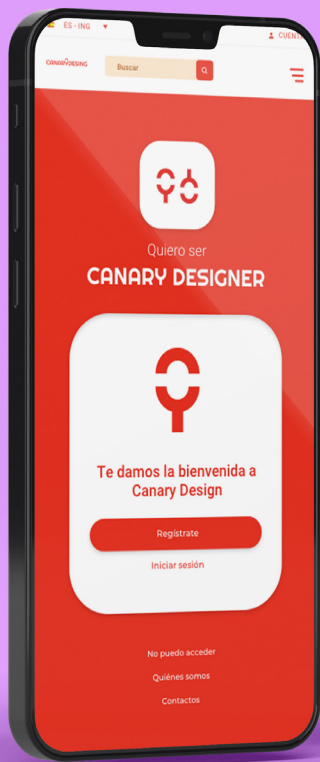 ES - ING
CANARYDESING
Buscar
Quiero ser
CANARY DESIGNER
Te damos la bienvenida a
Canary Design
Regístrate
Iniciar sesión
No puedo acceder
Quiénes somos
Contactos